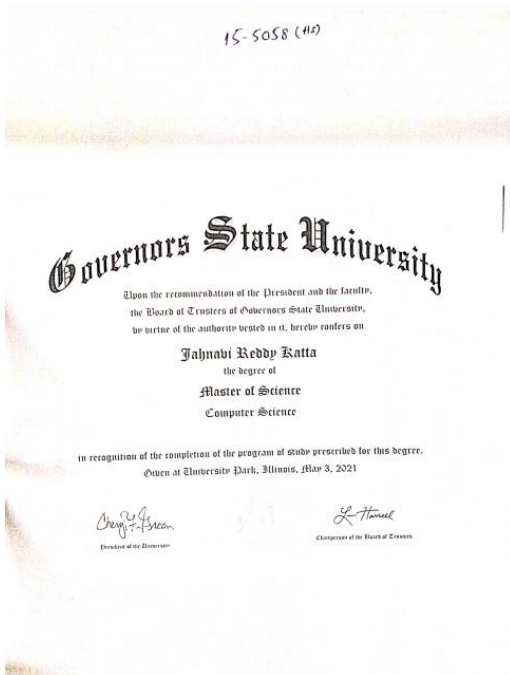 15-5058 (HS)
Governors State University
Upon the recommendation of the President and the faculty,
the Board of Trustees of Governors State University,
by virtue of the authority vested in it, hereby confers on
Jahnavi Reddy Katta
the degree of
Master of Science
Computer Science
in recognition of the completion of the program of study prescribed for this degree.
Given at University Park, Illinois, May 3, 2021
Cheryl F. Green
President of the University
Chairperson of the Board of Trustees